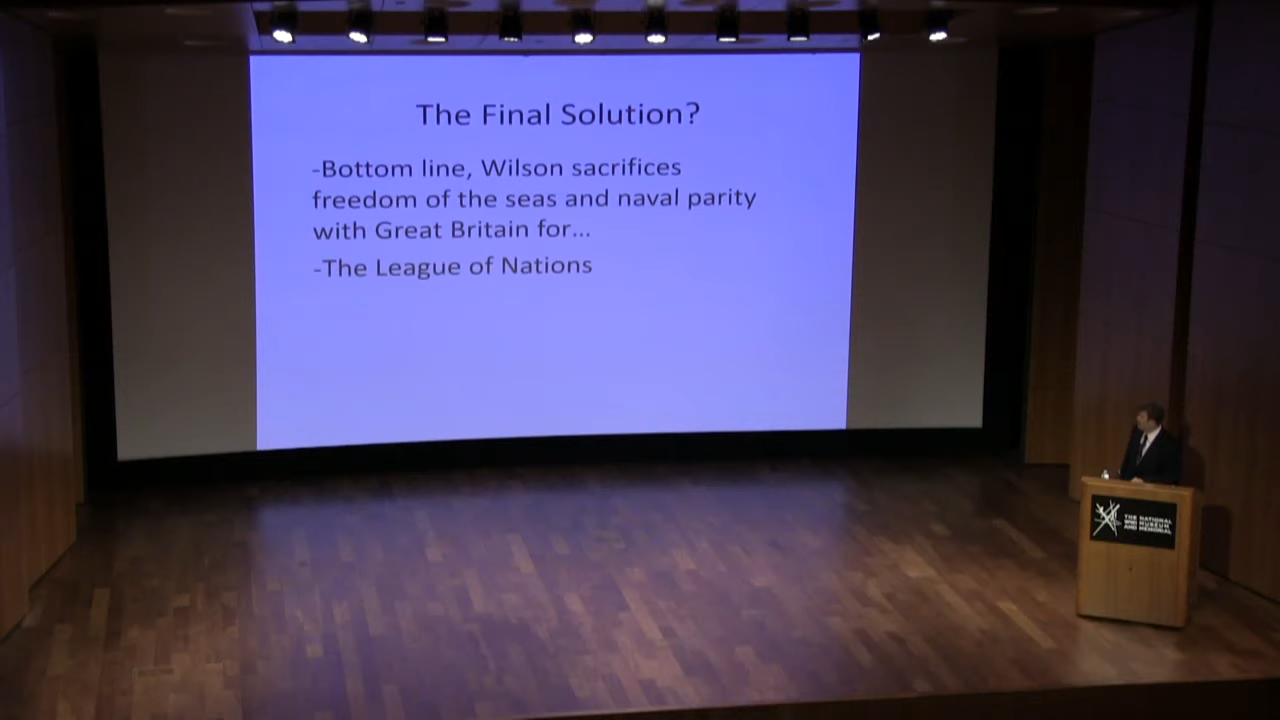 The Final Solution?
-Bottom line, Wilson sacrifices
freedom of the seas and naval parity
with Great Britain for...
-The League of Nations
THE NATIONAL
WWI MUSEUM
AND MEMORIAL